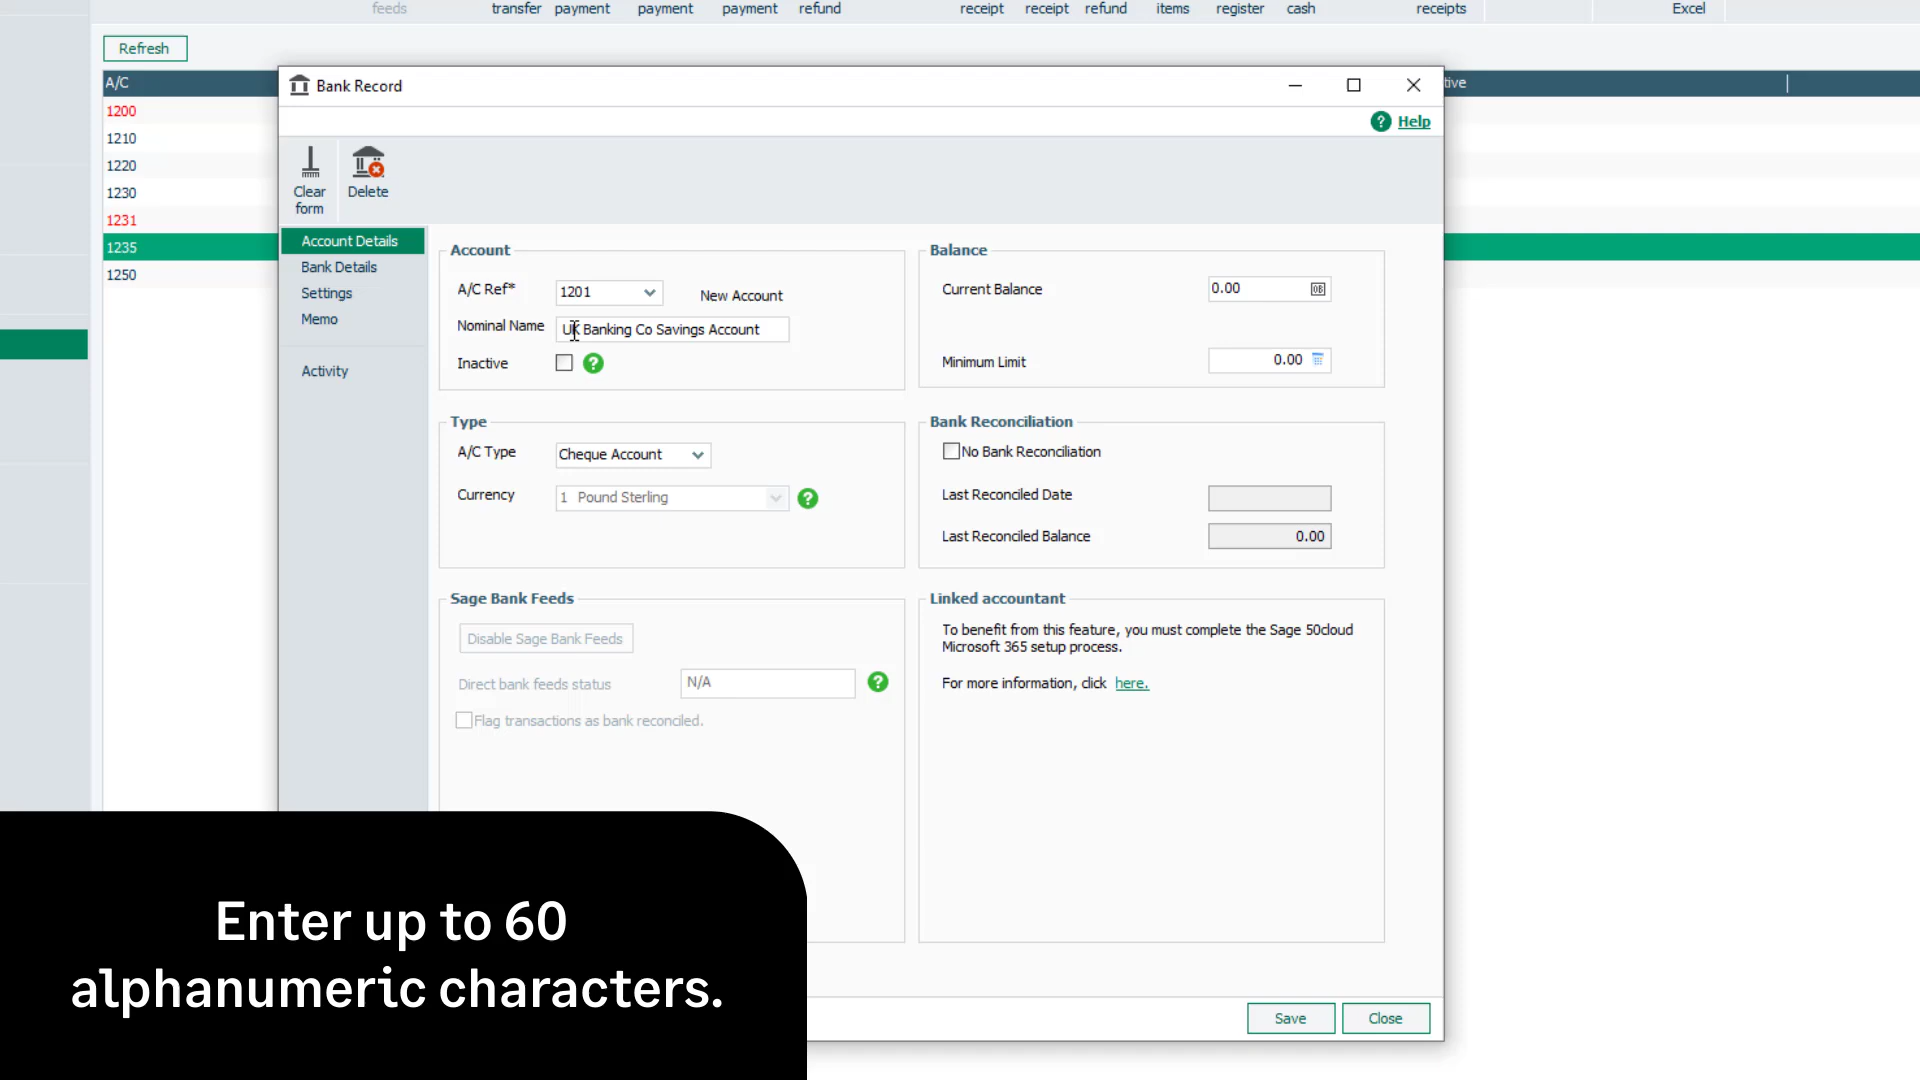 feeds transfer payment payment payment refund receipt receipt refund items register cash receipts Excel
Refresh
A/C
1200
1210
1220
1230
1231
1235
1250
Bank Record
Help
Clear
form
Delete
Account Details
Bank Details
Settings
Memo
Activity
Account
A/C Ref* 1201 New Account
Nominal Name UK Banking Co Savings Account
Inactive
Balance
Current Balance 0.00
Minimum Limit 0.00
Type
A/C Type Cheque Account
Currency 1 Pound Sterling
Bank Reconciliation
No Bank Reconciliation
Last Reconciled Date
Last Reconciled Balance 0.00
Sage Bank Feeds
Disable Sage Bank Feeds
Direct bank feeds status N/A
Flag transactions as bank reconciled.
Linked accountant
To benefit from this feature, you must complete the Sage 50cloud
Microsoft 365 setup process.
For more information, click here.
Enter up to 60
alphanumeric characters.
Save Close